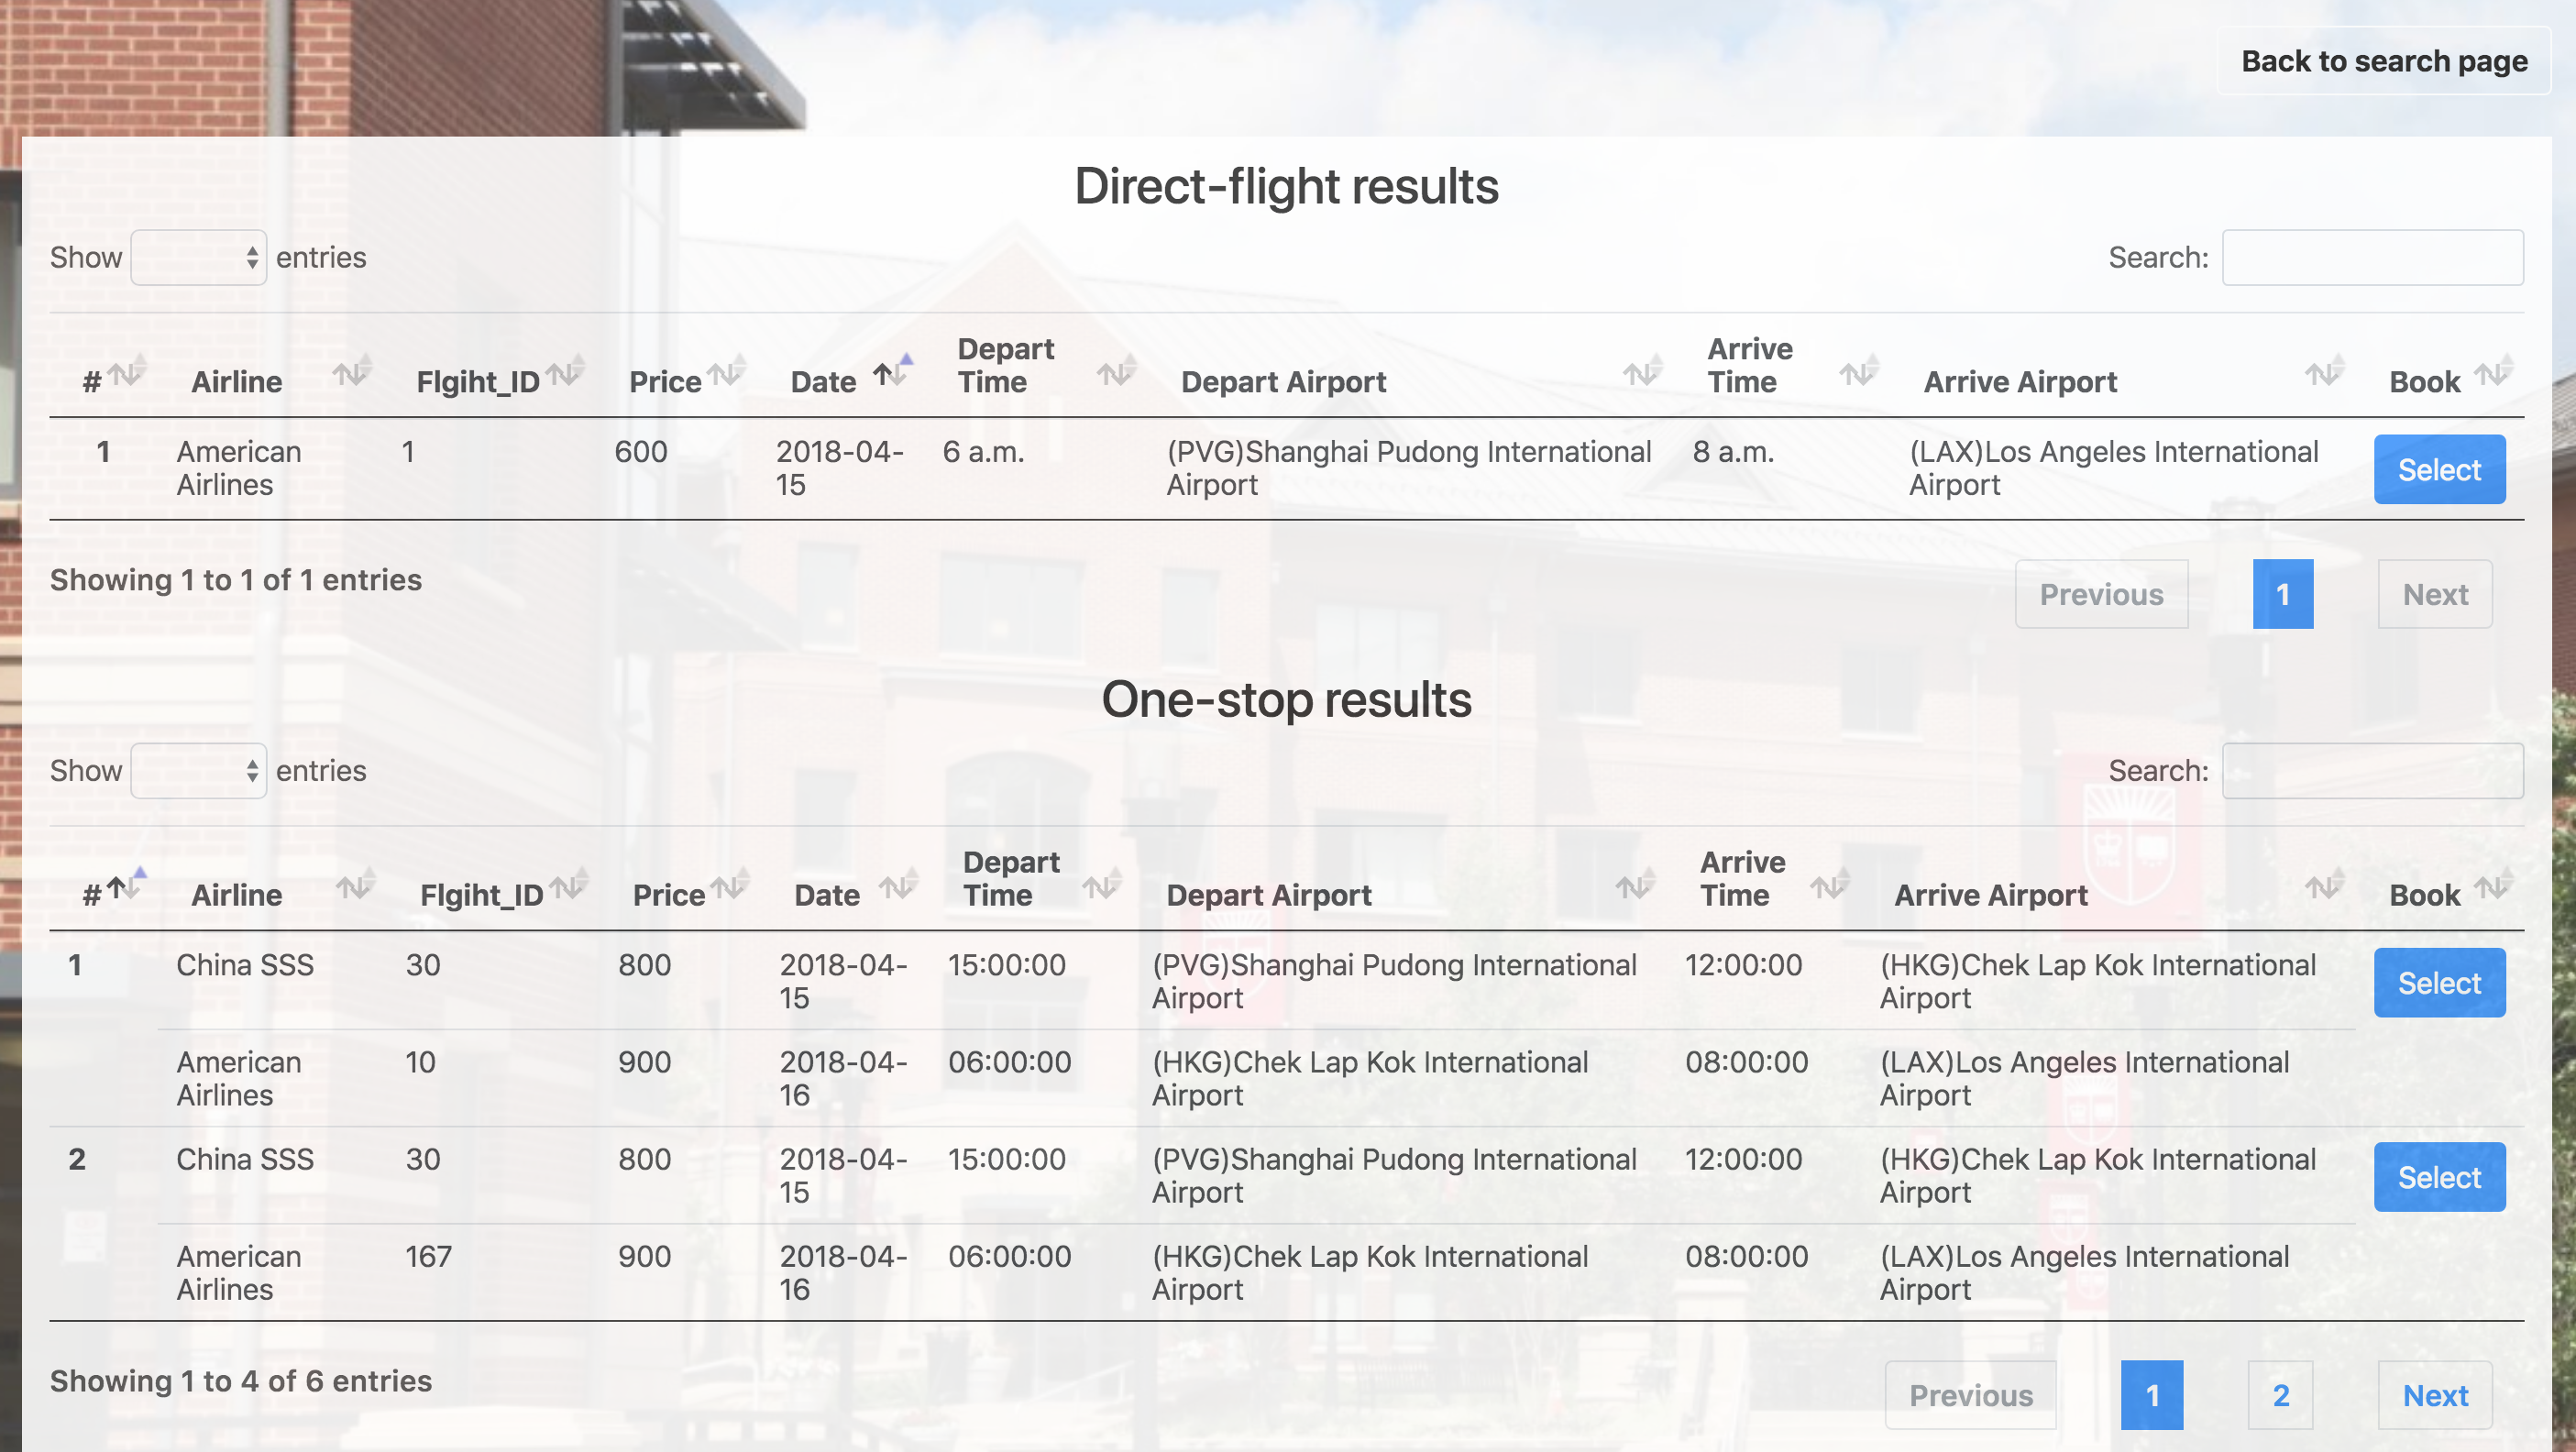 Back to search page
Direct-flight results
Show entries Search:
# Airline Flgiht_ID Price Date Depart Time Depart Airport Arrive Time Arrive Airport Book
1 American Airlines 1 600 2018-04-15 6 a.m. (PVG)Shanghai Pudong International Airport 8 a.m. (LAX)Los Angeles International Airport Select
Showing 1 to 1 of 1 entries Previous 1 Next
One-stop results
Show entries Search:
# Airline Flgiht_ID Price Date Depart Time Depart Airport Arrive Time Arrive Airport Book
1 China SSS 30 800 2018-04-15 15:00:00 (PVG)Shanghai Pudong International Airport 12:00:00 (HKG)Chek Lap Kok International Airport Select
American Airlines 10 900 2018-04-16 06:00:00 (HKG)Chek Lap Kok International Airport 08:00:00 (LAX)Los Angeles International Airport
2 China SSS 30 800 2018-04-15 15:00:00 (PVG)Shanghai Pudong International Airport 12:00:00 (HKG)Chek Lap Kok International Airport Select
American Airlines 167 900 2018-04-16 06:00:00 (HKG)Chek Lap Kok International Airport 08:00:00 (LAX)Los Angeles International Airport
Showing 1 to 4 of 6 entries Previous 1 2 Next